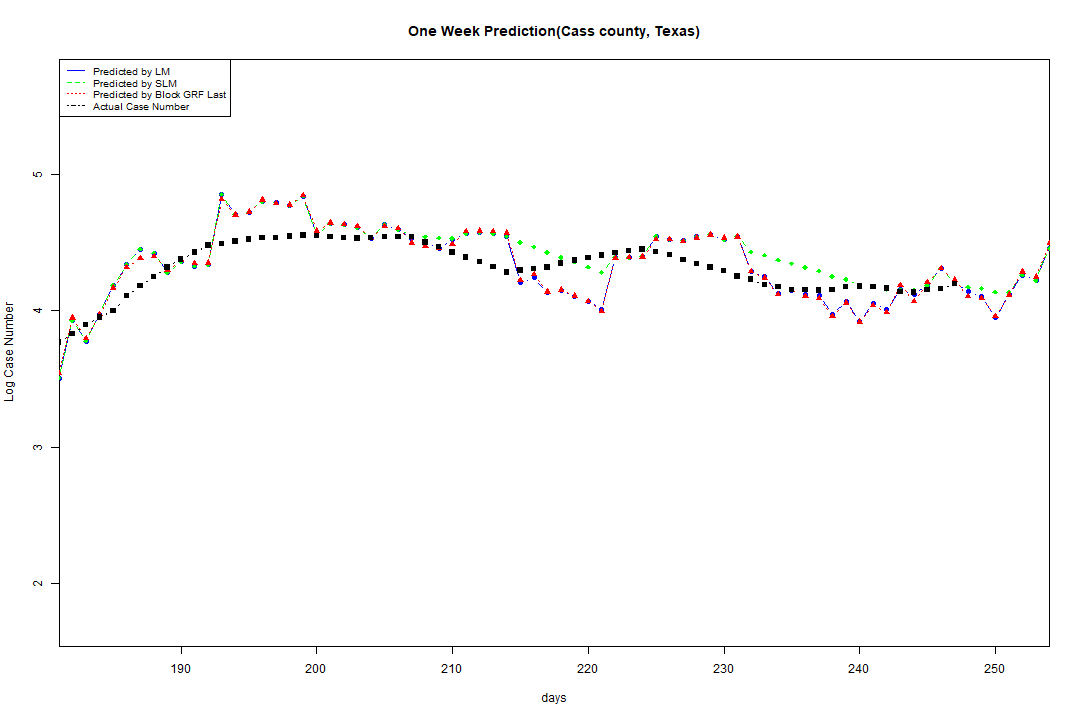 One Week Prediction(Cass county, Texas)
Predicted by LM
Predicted by SLM
Predicted by Block GRF Last
Actual Case Number
5
4
3
2
Log Case Number
190 200 210 220 230 240 250
days